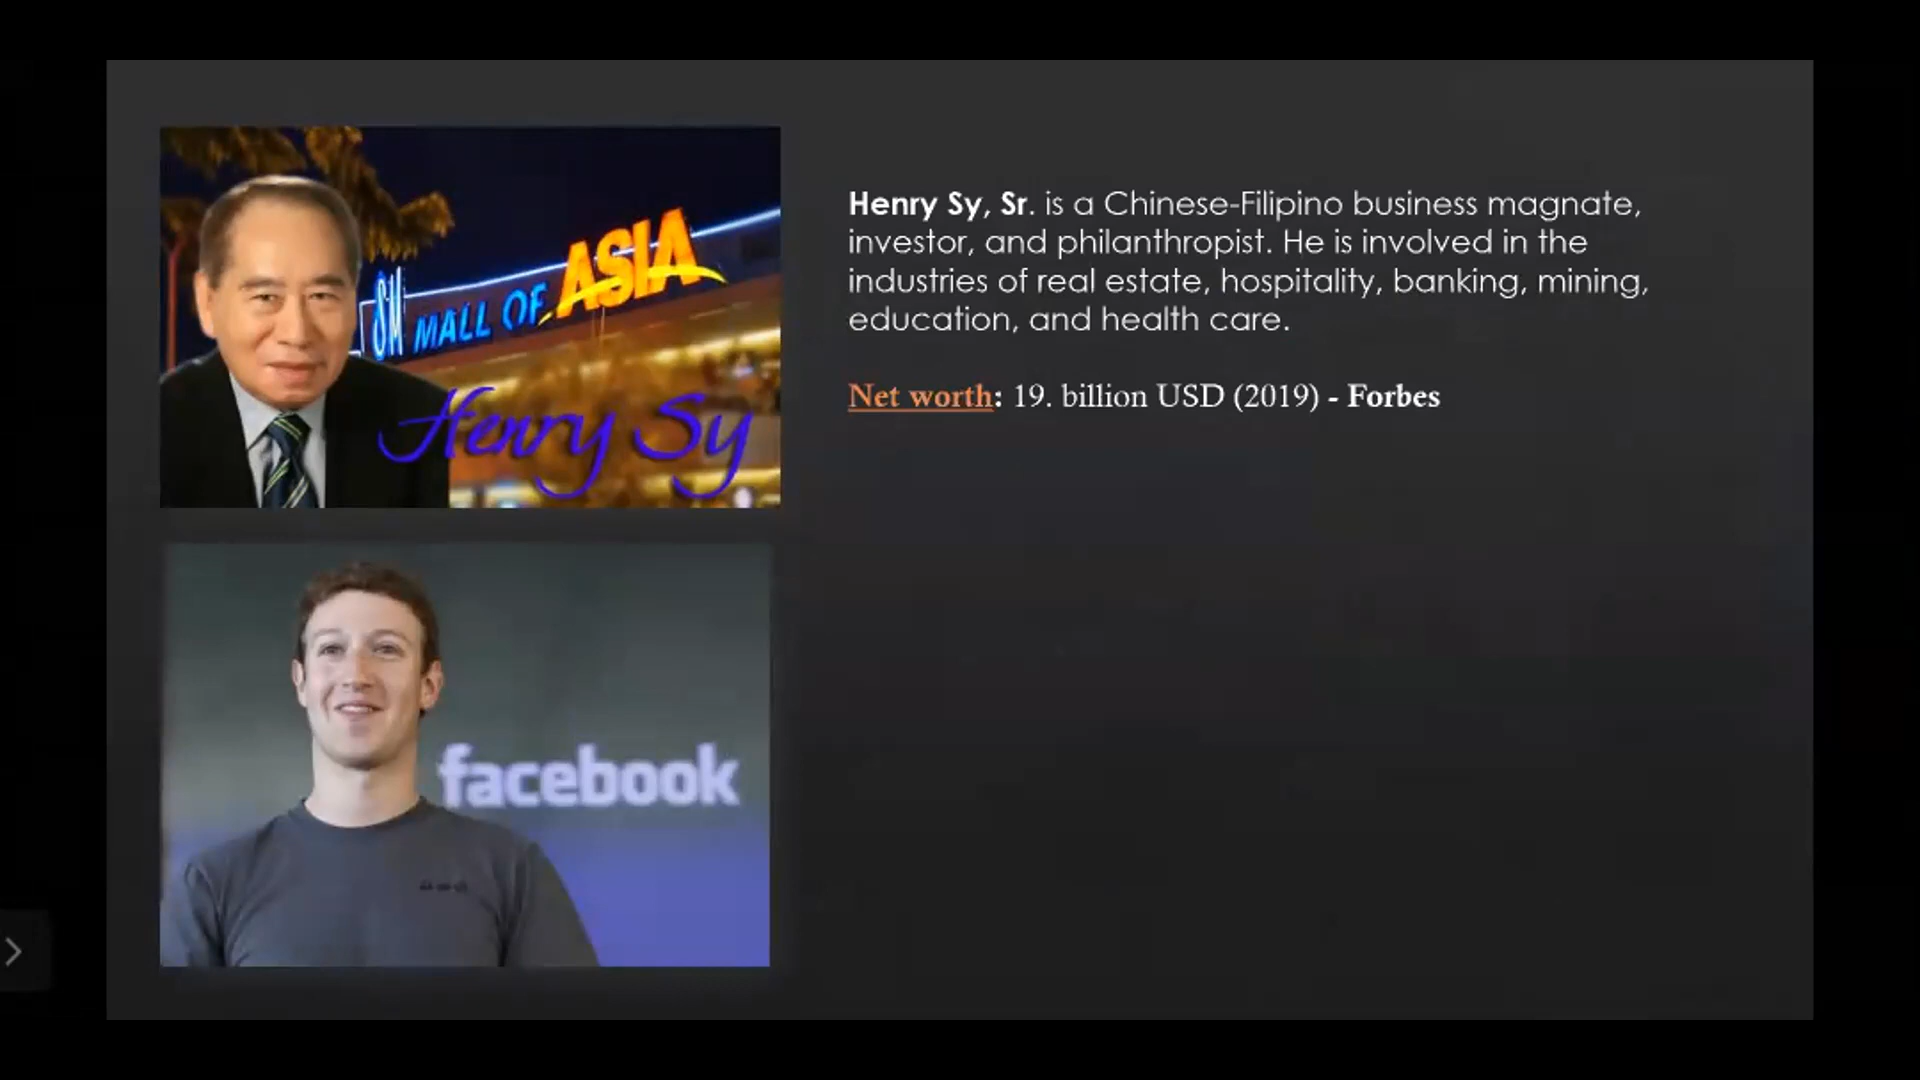 SM MALL OF ASIA
Henry Sy
Henry Sy, Sr. is a Chinese-Filipino business magnate,
investor, and philanthropist. He is involved in the
industries of real estate, hospitality, banking, mining,
education, and health care.
Net worth: 19. billion USD (2019) - Forbes
facebook